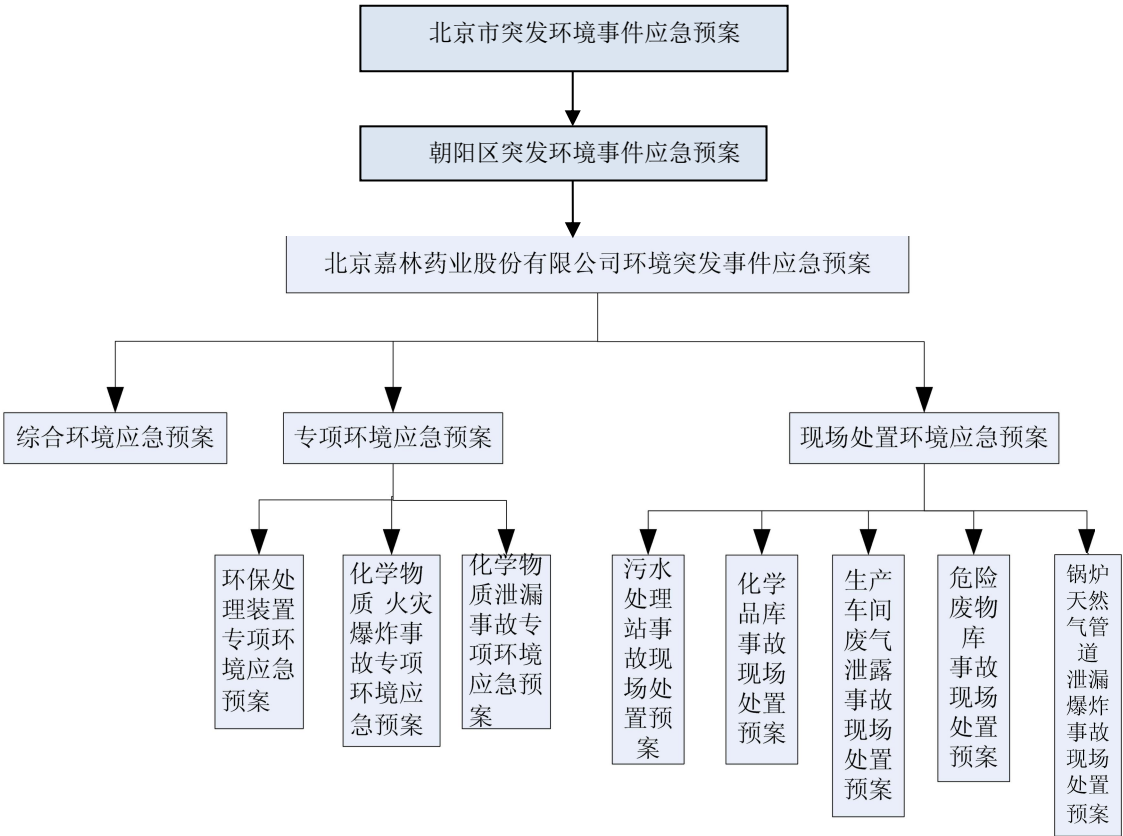 北京市突发环境事件应急预案
朝阳区突发环境事件应急预案
北京嘉林药业股份有限公司环境突发事件应急预案
综合环境应急预案
专项环境应急预案
现场处置环境应急预案
环保处
理装置
专项环
境应急
预案
化学物
质 火灾
爆炸事
故专项
环境应
急预案
化学物
质泄漏
事故专
项环境
应急预
案
污水
处理
站事
故现
场处
置预
案
化学
品库
事故
现场
处置
预案
生产
车间
废气
泄露
事故
现场
处置
预案
危险
废物
库
事故
现场
处置
预案
锅炉
天然
气管
道
泄漏
爆炸
事故
现场
处置
预案